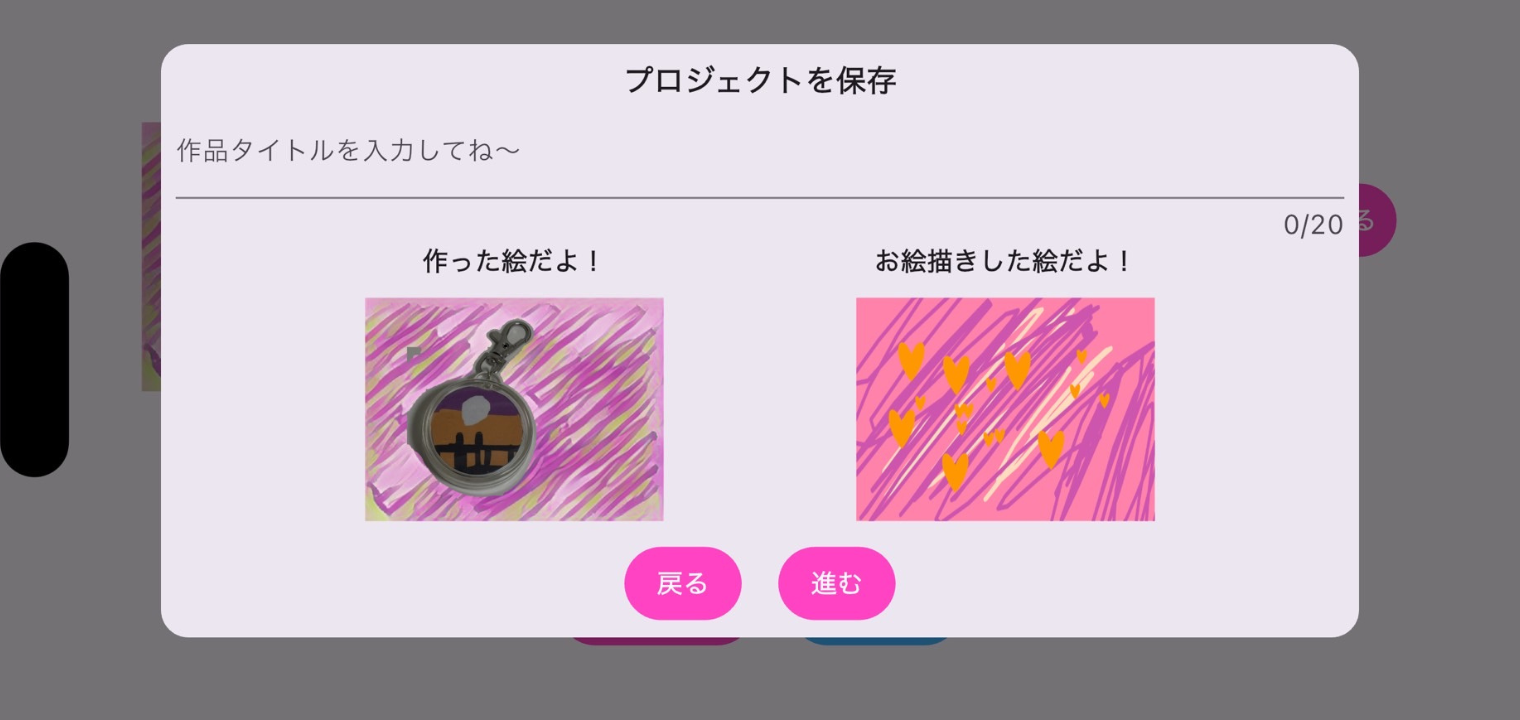 プロジェクトを保存
作品タイトルを入力してね〜
0/20
る
作った絵だよ！
お絵描きした絵だよ！
戻る
進む